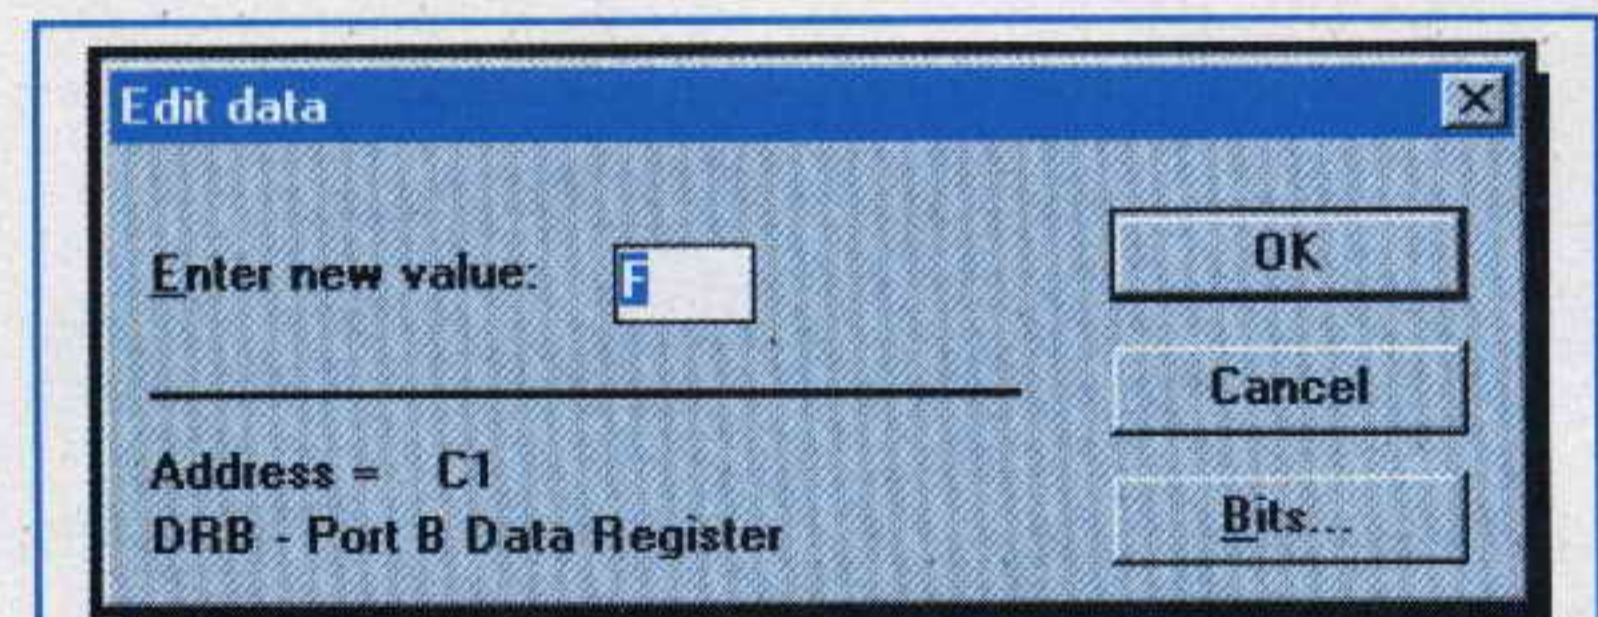 Edit data
Enter new value: F
OK
Cancel
Address = C1
DRB - Port B Data Register
Bits...